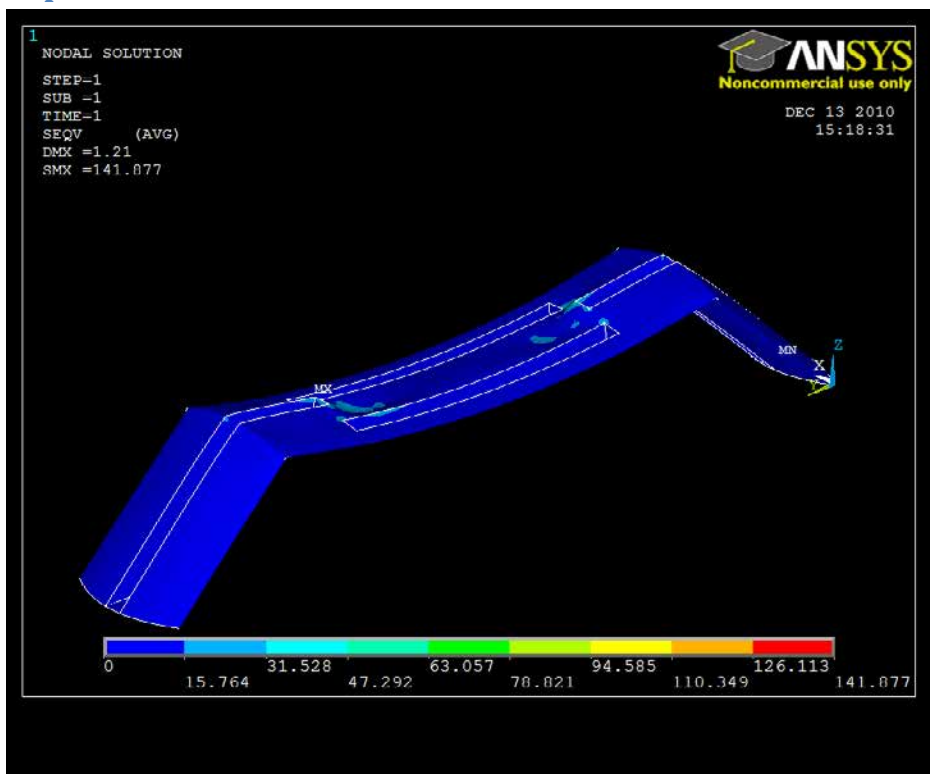 1
NODAL SOLUTION
STEP=1
SUB =1
TIME=1
SEQV (AVG)
DMX =1.21
SMX =141.877
ANSYS
Noncommercial use only
DEC 13 2010
15:18:31
MX
MN
Z
X
Y
0 31.528 63.057 94.585 126.113
15.764 47.292 78.821 110.349 141.877